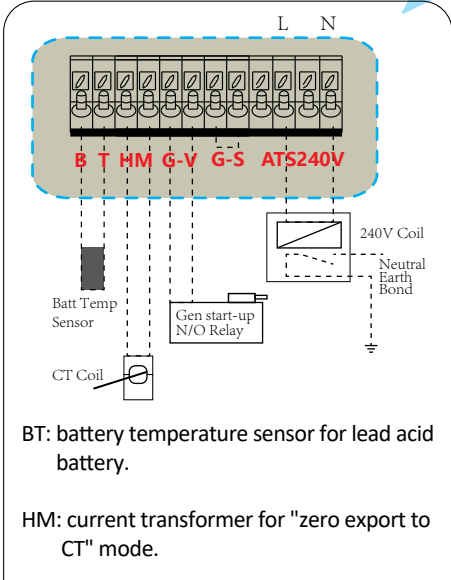 L N
B T HM G-V G-S ATS240V
240V Coil
Neutral
Earth
Bond
Batt Temp
Sensor
Gen start-up
N/O Relay
CT Coil
BT: battery temperature sensor for lead acid
battery.
HM: current transformer for "zero export to
CT" mode.